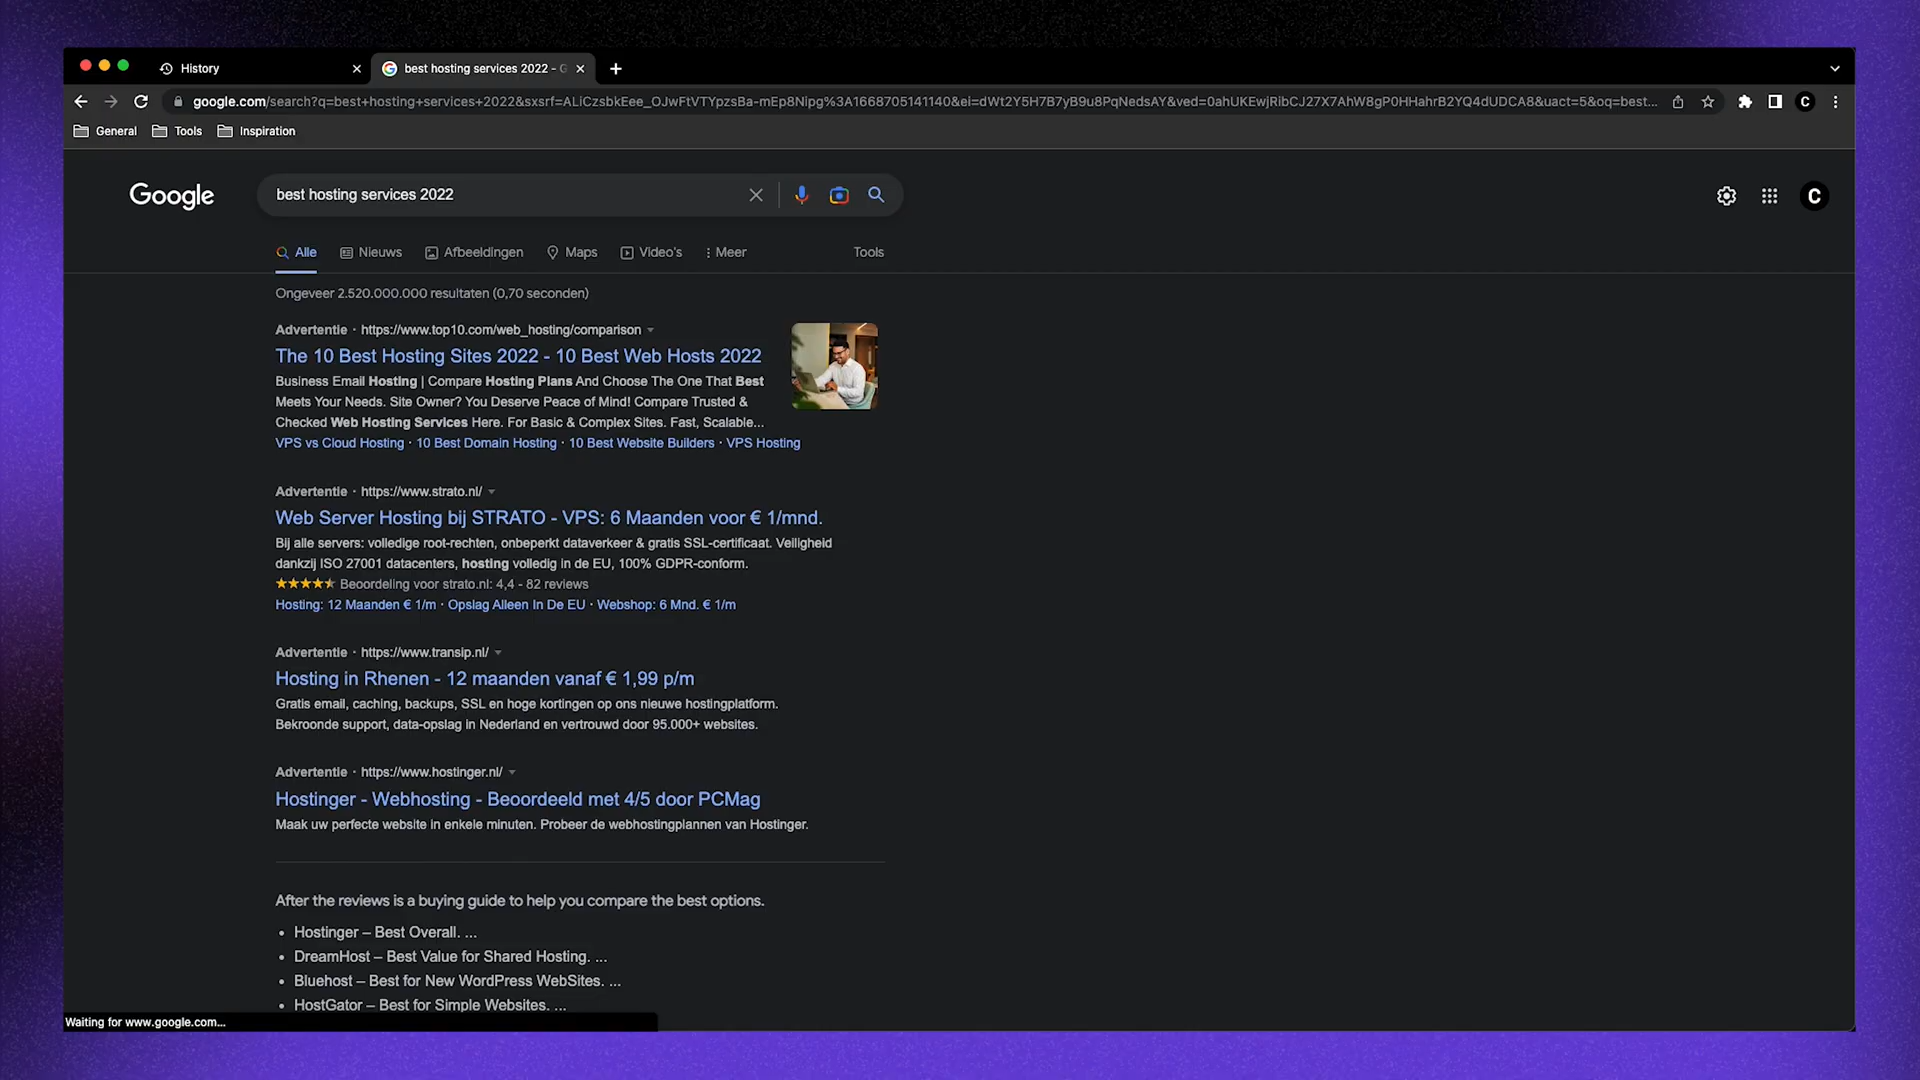 History
best hosting services 2022 - G
google.com/search?q=best+hosting+services+2022&sxsrf=ALiCzsbkEee_OJwFtVTYpzsBa-mEp8Nipg%3A1668705141140&ei=dWt2Y5H7B7yB9u8PqNedsAY&ved=0ahUKEwjRibCJ27X7AhW8gP0HHahrB2YQ4dUDCA8&uact=5&oq=best...
C
General
Tools
Inspiration
Google
best hosting services 2022
C
Alle
Nieuws
Afbeeldingen
Maps
Video's
Meer
Tools
Ongeveer 2.520.000.000 resultaten (0,70 seconden)
Advertentie · https://www.top10.com/web_hosting/comparison
The 10 Best Hosting Sites 2022 - 10 Best Web Hosts 2022
Business Email Hosting | Compare Hosting Plans And Choose The One That Best
Meets Your Needs. Site Owner? You Deserve Peace of Mind! Compare Trusted &
Checked Web Hosting Services Here. For Basic & Complex Sites. Fast, Scalable...
VPS vs Cloud Hosting · 10 Best Domain Hosting · 10 Best Website Builders · VPS Hosting
Advertentie · https://www.strato.nl/
Web Server Hosting bij STRATO - VPS: 6 Maanden voor € 1/mnd.
Bij alle servers: volledige root-rechten, onbeperkt dataverkeer & gratis SSL-certificaat. Veiligheid
dankzij ISO 27001 datacenters, hosting volledig in de EU, 100% GDPR-conform.
Beoordeling voor strato.nl: 4,4 - 82 reviews
Hosting: 12 Maanden € 1/m · Opslag Alleen In De EU · Webshop: 6 Mnd. € 1/m
Advertentie · https://www.transip.nl/
Hosting in Rhenen - 12 maanden vanaf € 1,99 p/m
Gratis email, caching, backups, SSL en hoge kortingen op ons nieuwe hostingplatform.
Bekroonde support, data-opslag in Nederland en vertrouwd door 95.000+ websites.
Advertentie · https://www.hostinger.nl/
Hostinger - Webhosting - Beoordeeld met 4/5 door PCMag
Maak uw perfecte website in enkele minuten. Probeer de webhostingplannen van Hostinger.
After the reviews is a buying guide to help you compare the best options.
• Hostinger – Best Overall. ...
• DreamHost – Best Value for Shared Hosting. ...
• Bluehost – Best for New WordPress WebSites. ...
• HostGator – Best for Simple Websites. ...
Waiting for www.google.com...